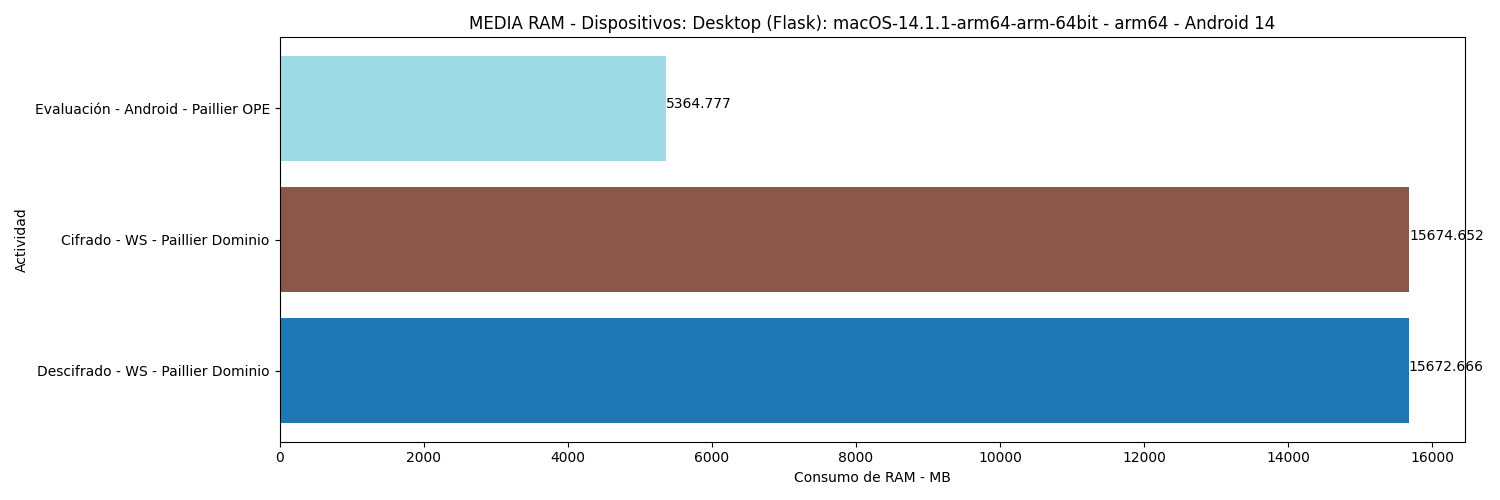 MEDIA RAM - Dispositivos: Desktop (Flask): macOS-14.1.1-arm64-arm-64bit - arm64 - Android 14
Evaluación - Android - Paillier OPE
5364.777
Cifrado - WS - Paillier Dominio
15674.652
Descifrado - WS - Paillier Dominio
15672.666
Actividad
0 2000 4000 6000 8000 10000 12000 14000 16000
Consumo de RAM - MB